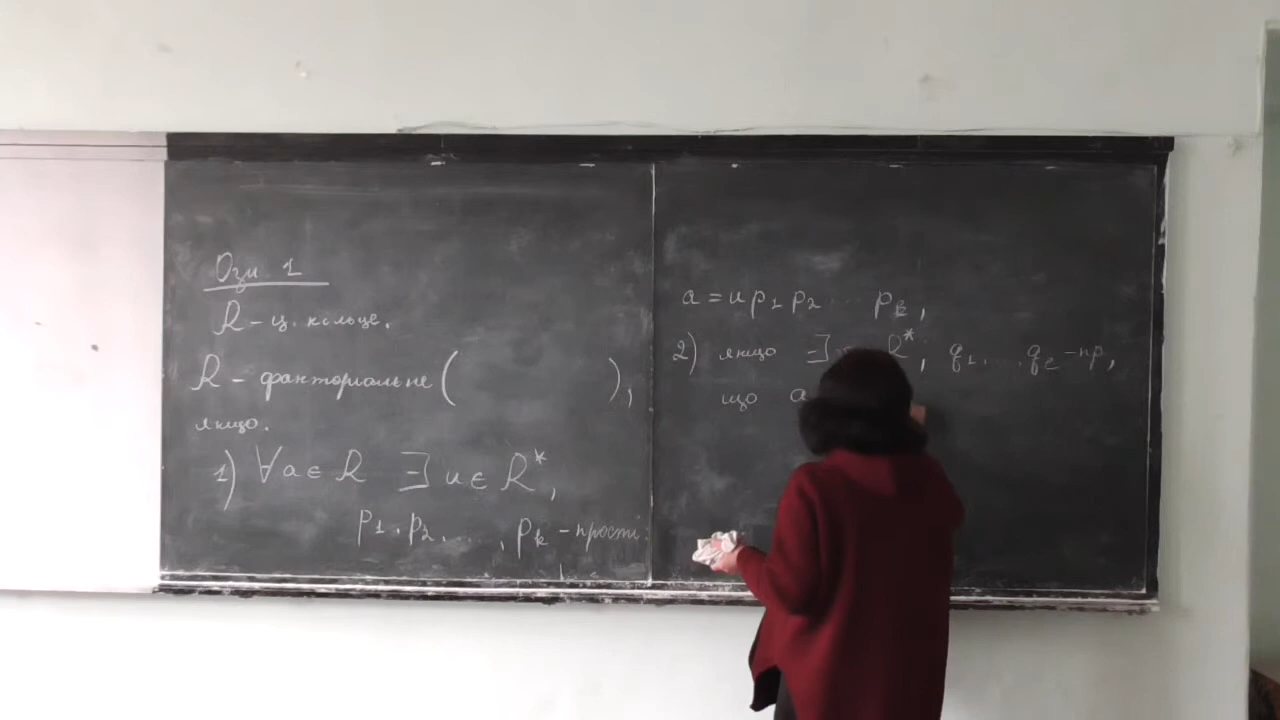 Озн 1
R - ц. кільце.
R - факторіальне ( ),
якщо.
1) ∀a ∈ R ∃ u ∈ R*,
p1, p2, ..., pk - прості.
a = u p1 p2 ... pk,
2) якщо ∃ R*, q1 ... qℓ - пр,
що a